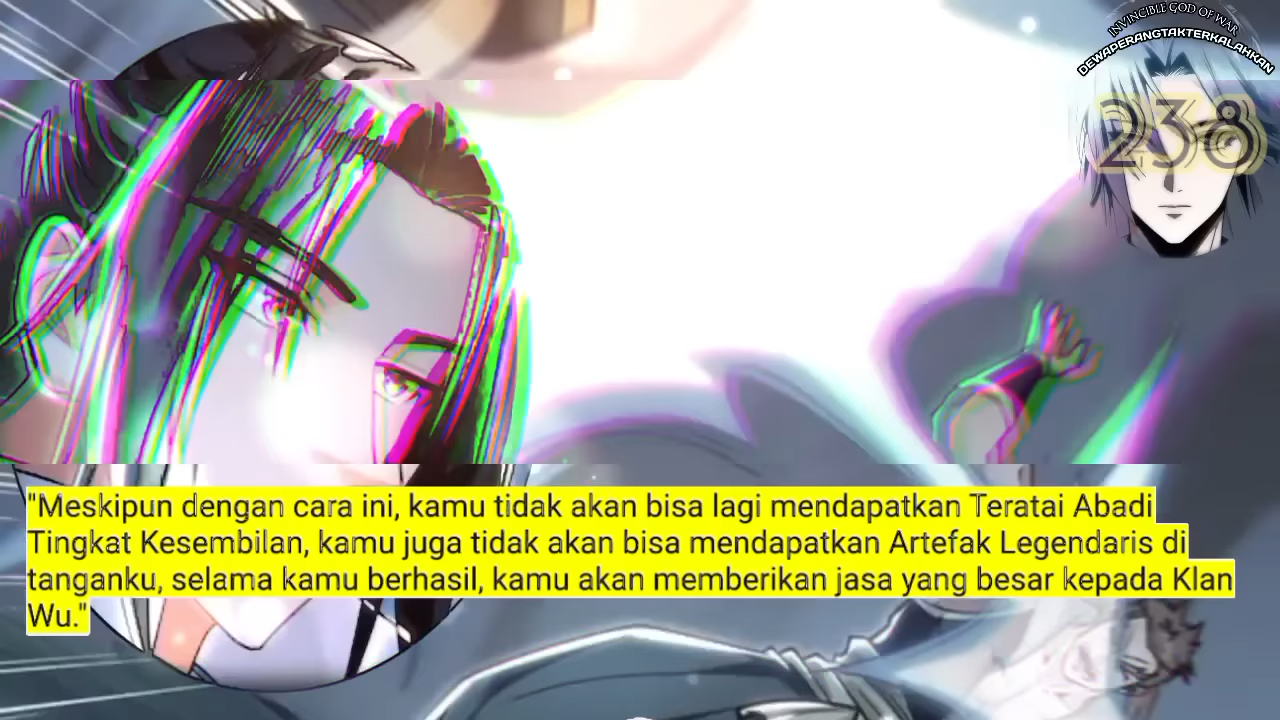 INVINCIBLE GOD OF WAR
DEWAPERANGTAKTERKALAHKAN
238
"Meskipun dengan cara ini, kamu tidak akan bisa lagi mendapatkan Teratai Abadi
Tingkat Kesembilan, kamu juga tidak akan bisa mendapatkan Artefak Legendaris di
tanganku, selama kamu berhasil, kamu akan memberikan jasa yang besar kepada Klan
Wu."